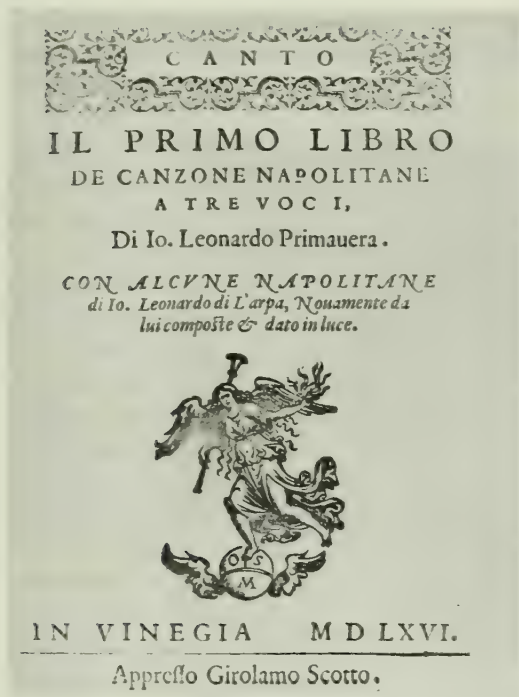 CANTO
IL PRIMO LIBRO
DE CANZONE NAPOLITANE
A TRE VOCI,
Di Io. Leonardo Primauera.
CON ALCVNE NAPOLITANE
di Io. Leonardo di L'arpa, Nouamente da
lui composte & dato in luce.
O S
M
IN VINEGIA MDLXVI.
Appresso Girolamo Scotto.